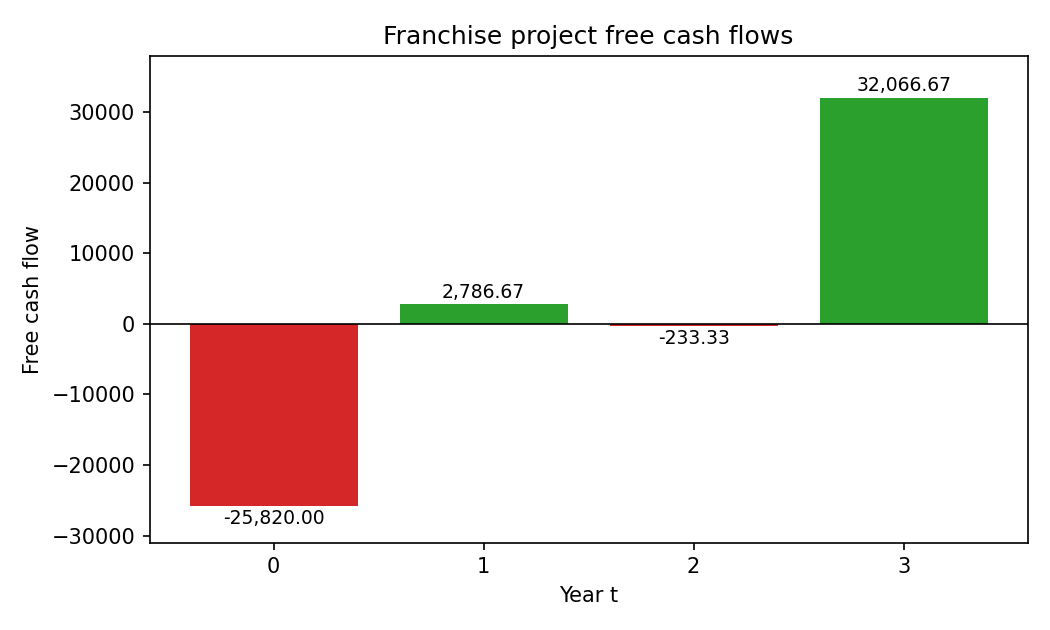 Franchise project free cash flows
Free cash flow
30000
20000
10000
0
−10000
−20000
−30000
-25,820.00
2,786.67
-233.33
32,066.67
0 1 2 3
Year t